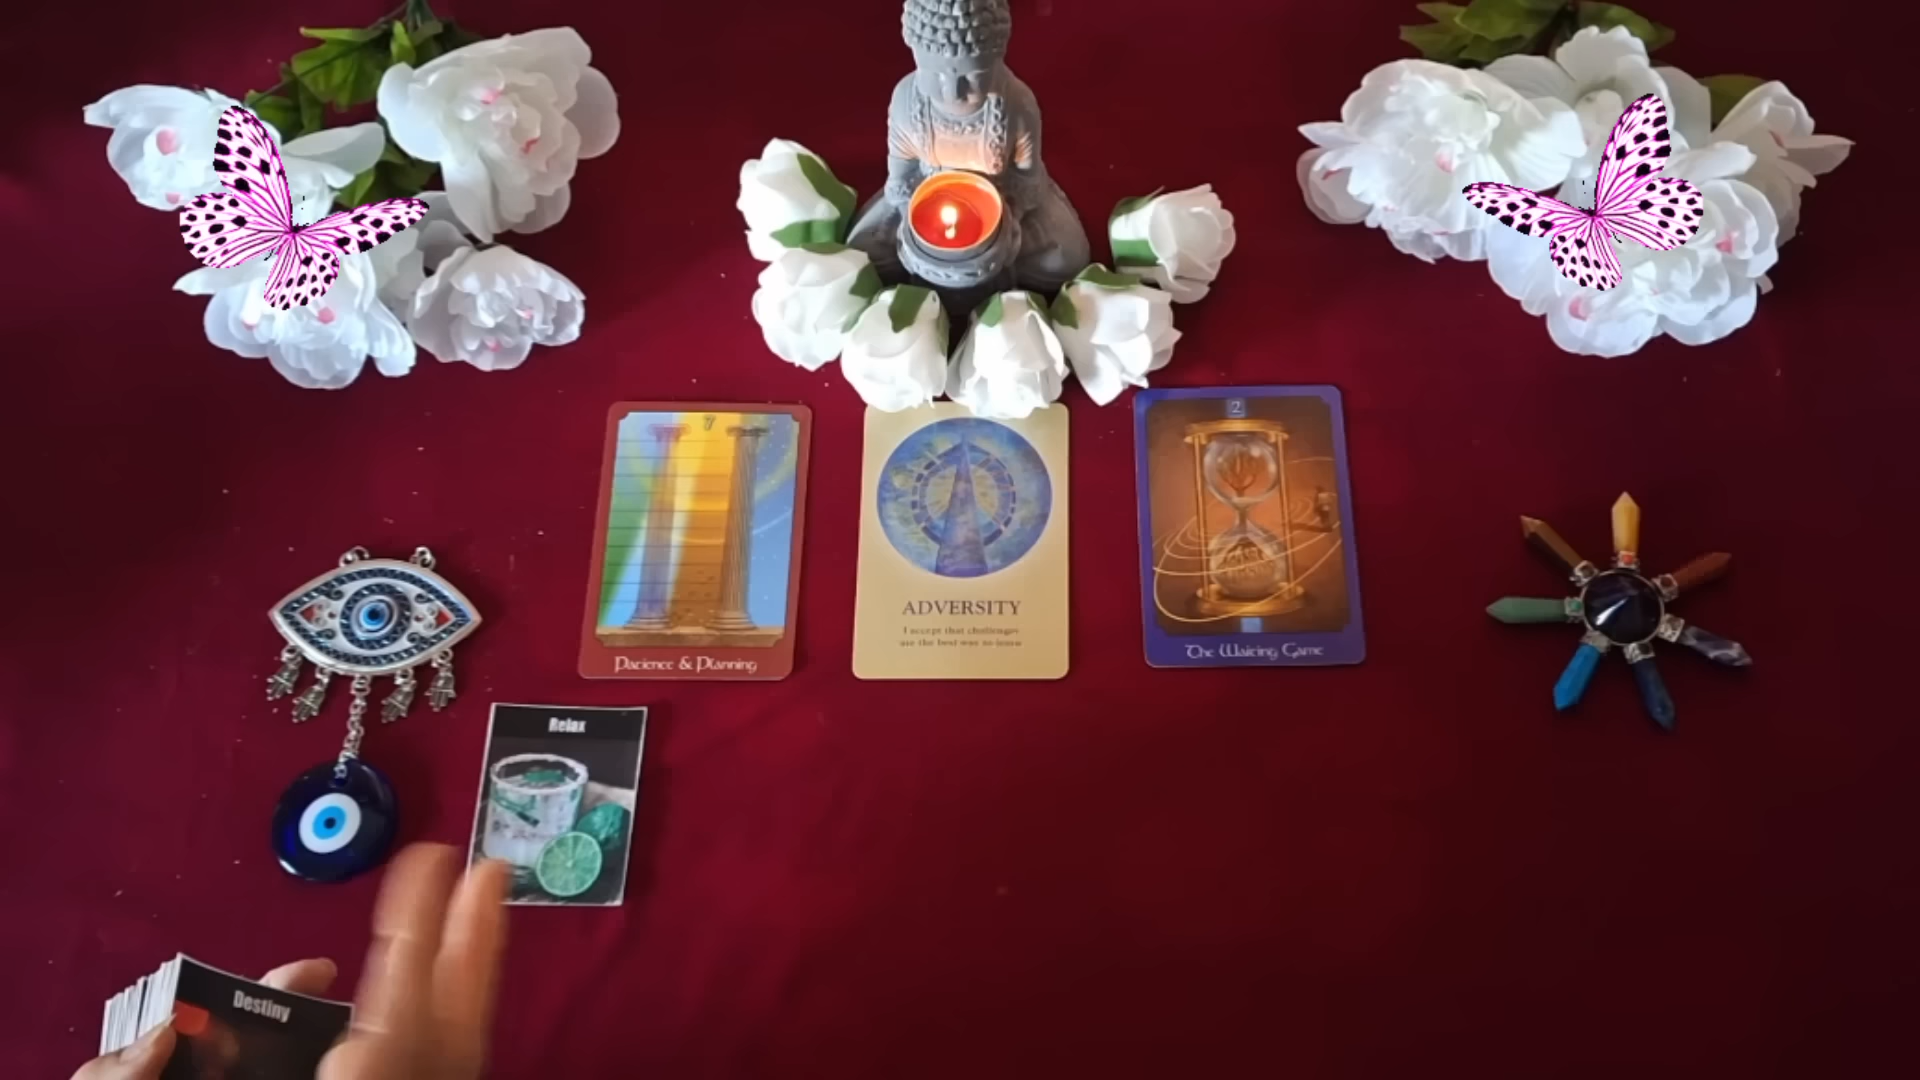 7
Patience & Planning
ADVERSITY
I accept that challenges
are the best way to learn
2
The Waiting Game
Relax
Destiny